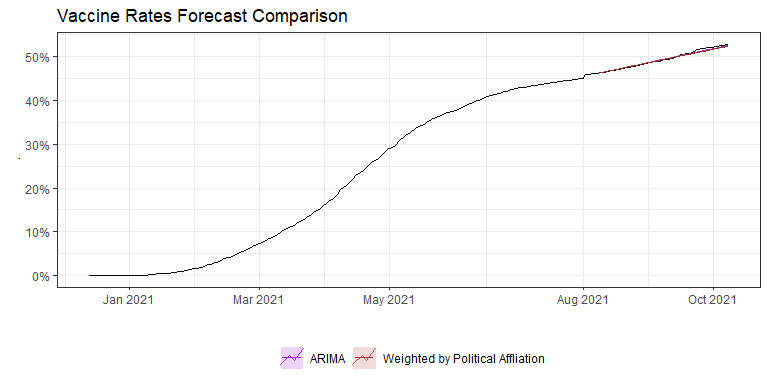 Vaccine Rates Forecast Comparison
50%
40%
30%
20%
10%
0%
Jan 2021 Mar 2021 May 2021 Aug 2021 Oct 2021
ARIMA Weighted by Political Affliation